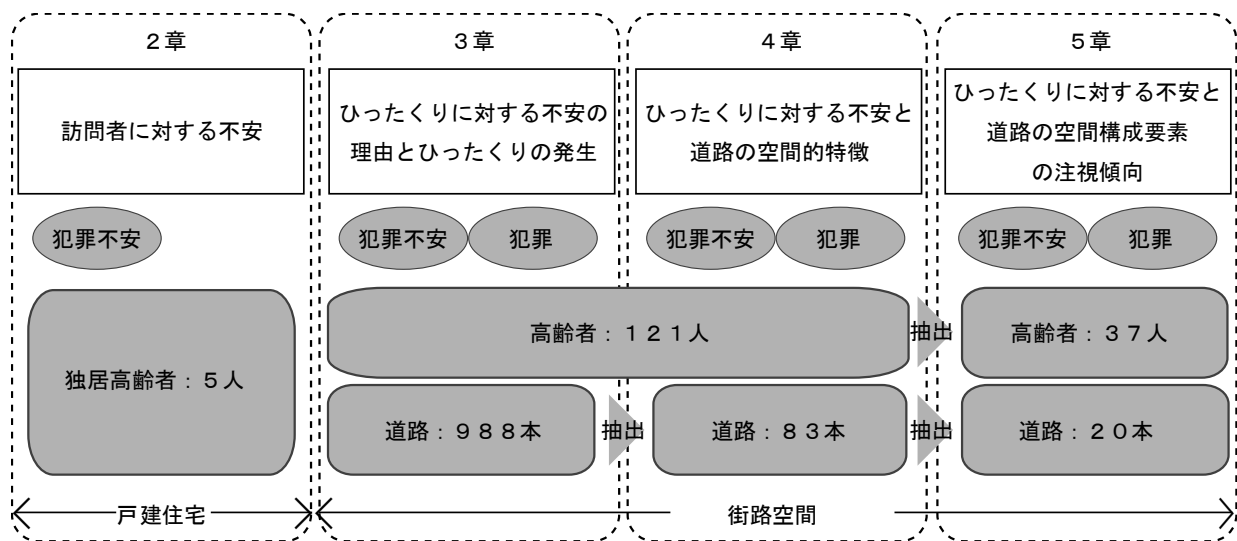 2章
訪問者に対する不安
犯罪不安
独居高齢者：5人
戸建住宅
3章
ひったくりに対する不安の
理由とひったくりの発生
犯罪不安
犯罪
4章
ひったくりに対する不安と
道路の空間的特徴
犯罪不安
犯罪
5章
ひったくりに対する不安と
道路の空間構成要素
の注視傾向
犯罪不安
犯罪
高齢者：１２１人
抽出
高齢者：３７人
道路：９８８本
抽出
道路：８３本
抽出
道路：２０本
街路空間